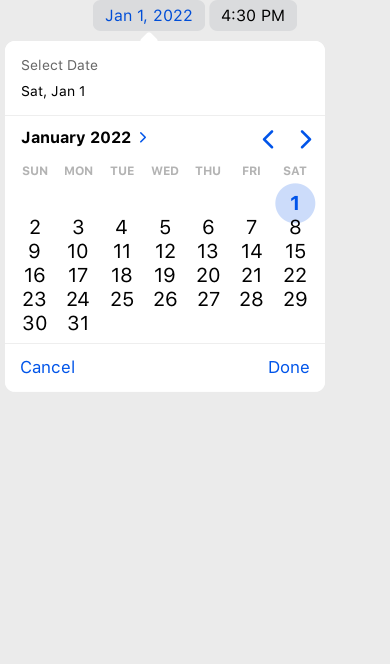 Jan 1, 2022 4:30 PM
Select Date
Sat, Jan 1
January 2022
SUN MON TUE WED THU FRI SAT
1
2 3 4 5 6 7 8
9 10 11 12 13 14 15
16 17 18 19 20 21 22
23 24 25 26 27 28 29
30 31
Cancel Done